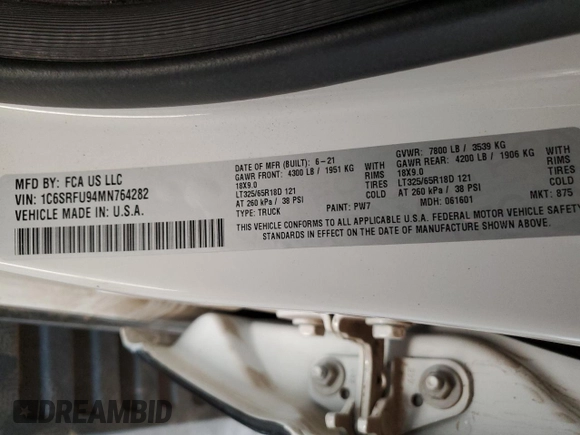 MFD BY: FCA US LLC
VIN: 1C6SRFU94MN764282
VEHICLE MADE IN U.S.A.
DATE OF MFR (BUILT): 6-21 GVWR: 7800 LB / 3539 KG
GAWR FRONT: 4300 LB / 1951 KG GAWR REAR: 4200 LB / 1906 KG
18X9.0 RIMS 18X9.0 RIMS
LT325/65R18D 121 TIRES LT325/65R18D 121 TIRES
AT 260 kPa / 38 PSI COLD AT 260 kPa / 38 PSI COLD
TYPE: TRUCK PAINT: PW7 MDH: 061601 MKT: 875
THIS VEHICLE CONFORMS TO ALL APPLICABLE U.S.A. FEDERAL MOTOR VEHICLE SAFETY
STANDARDS IN EFFECT ON THE DATE OF MANUFACTURE SHOWN ABOVE.
DREAMBID